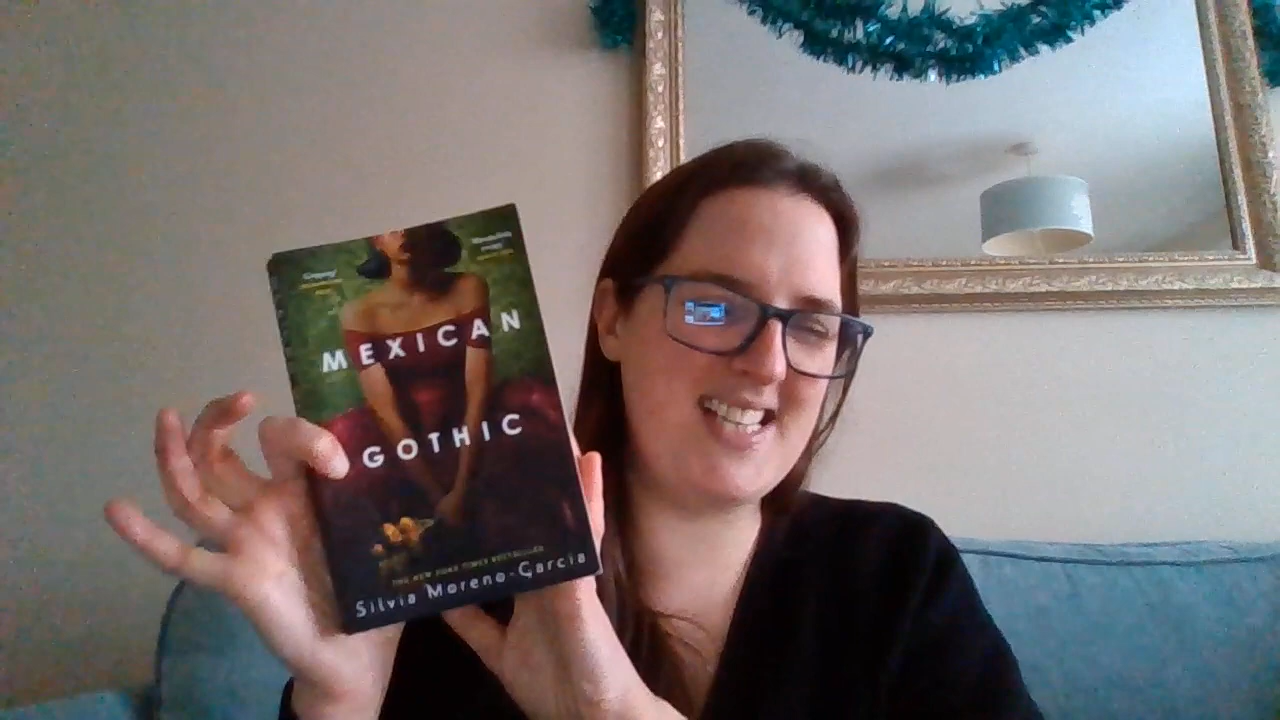 MEXICAN
GOTHIC
THE NEW YORK TIMES BESTSELLER
Silvia Moreno-Garcia